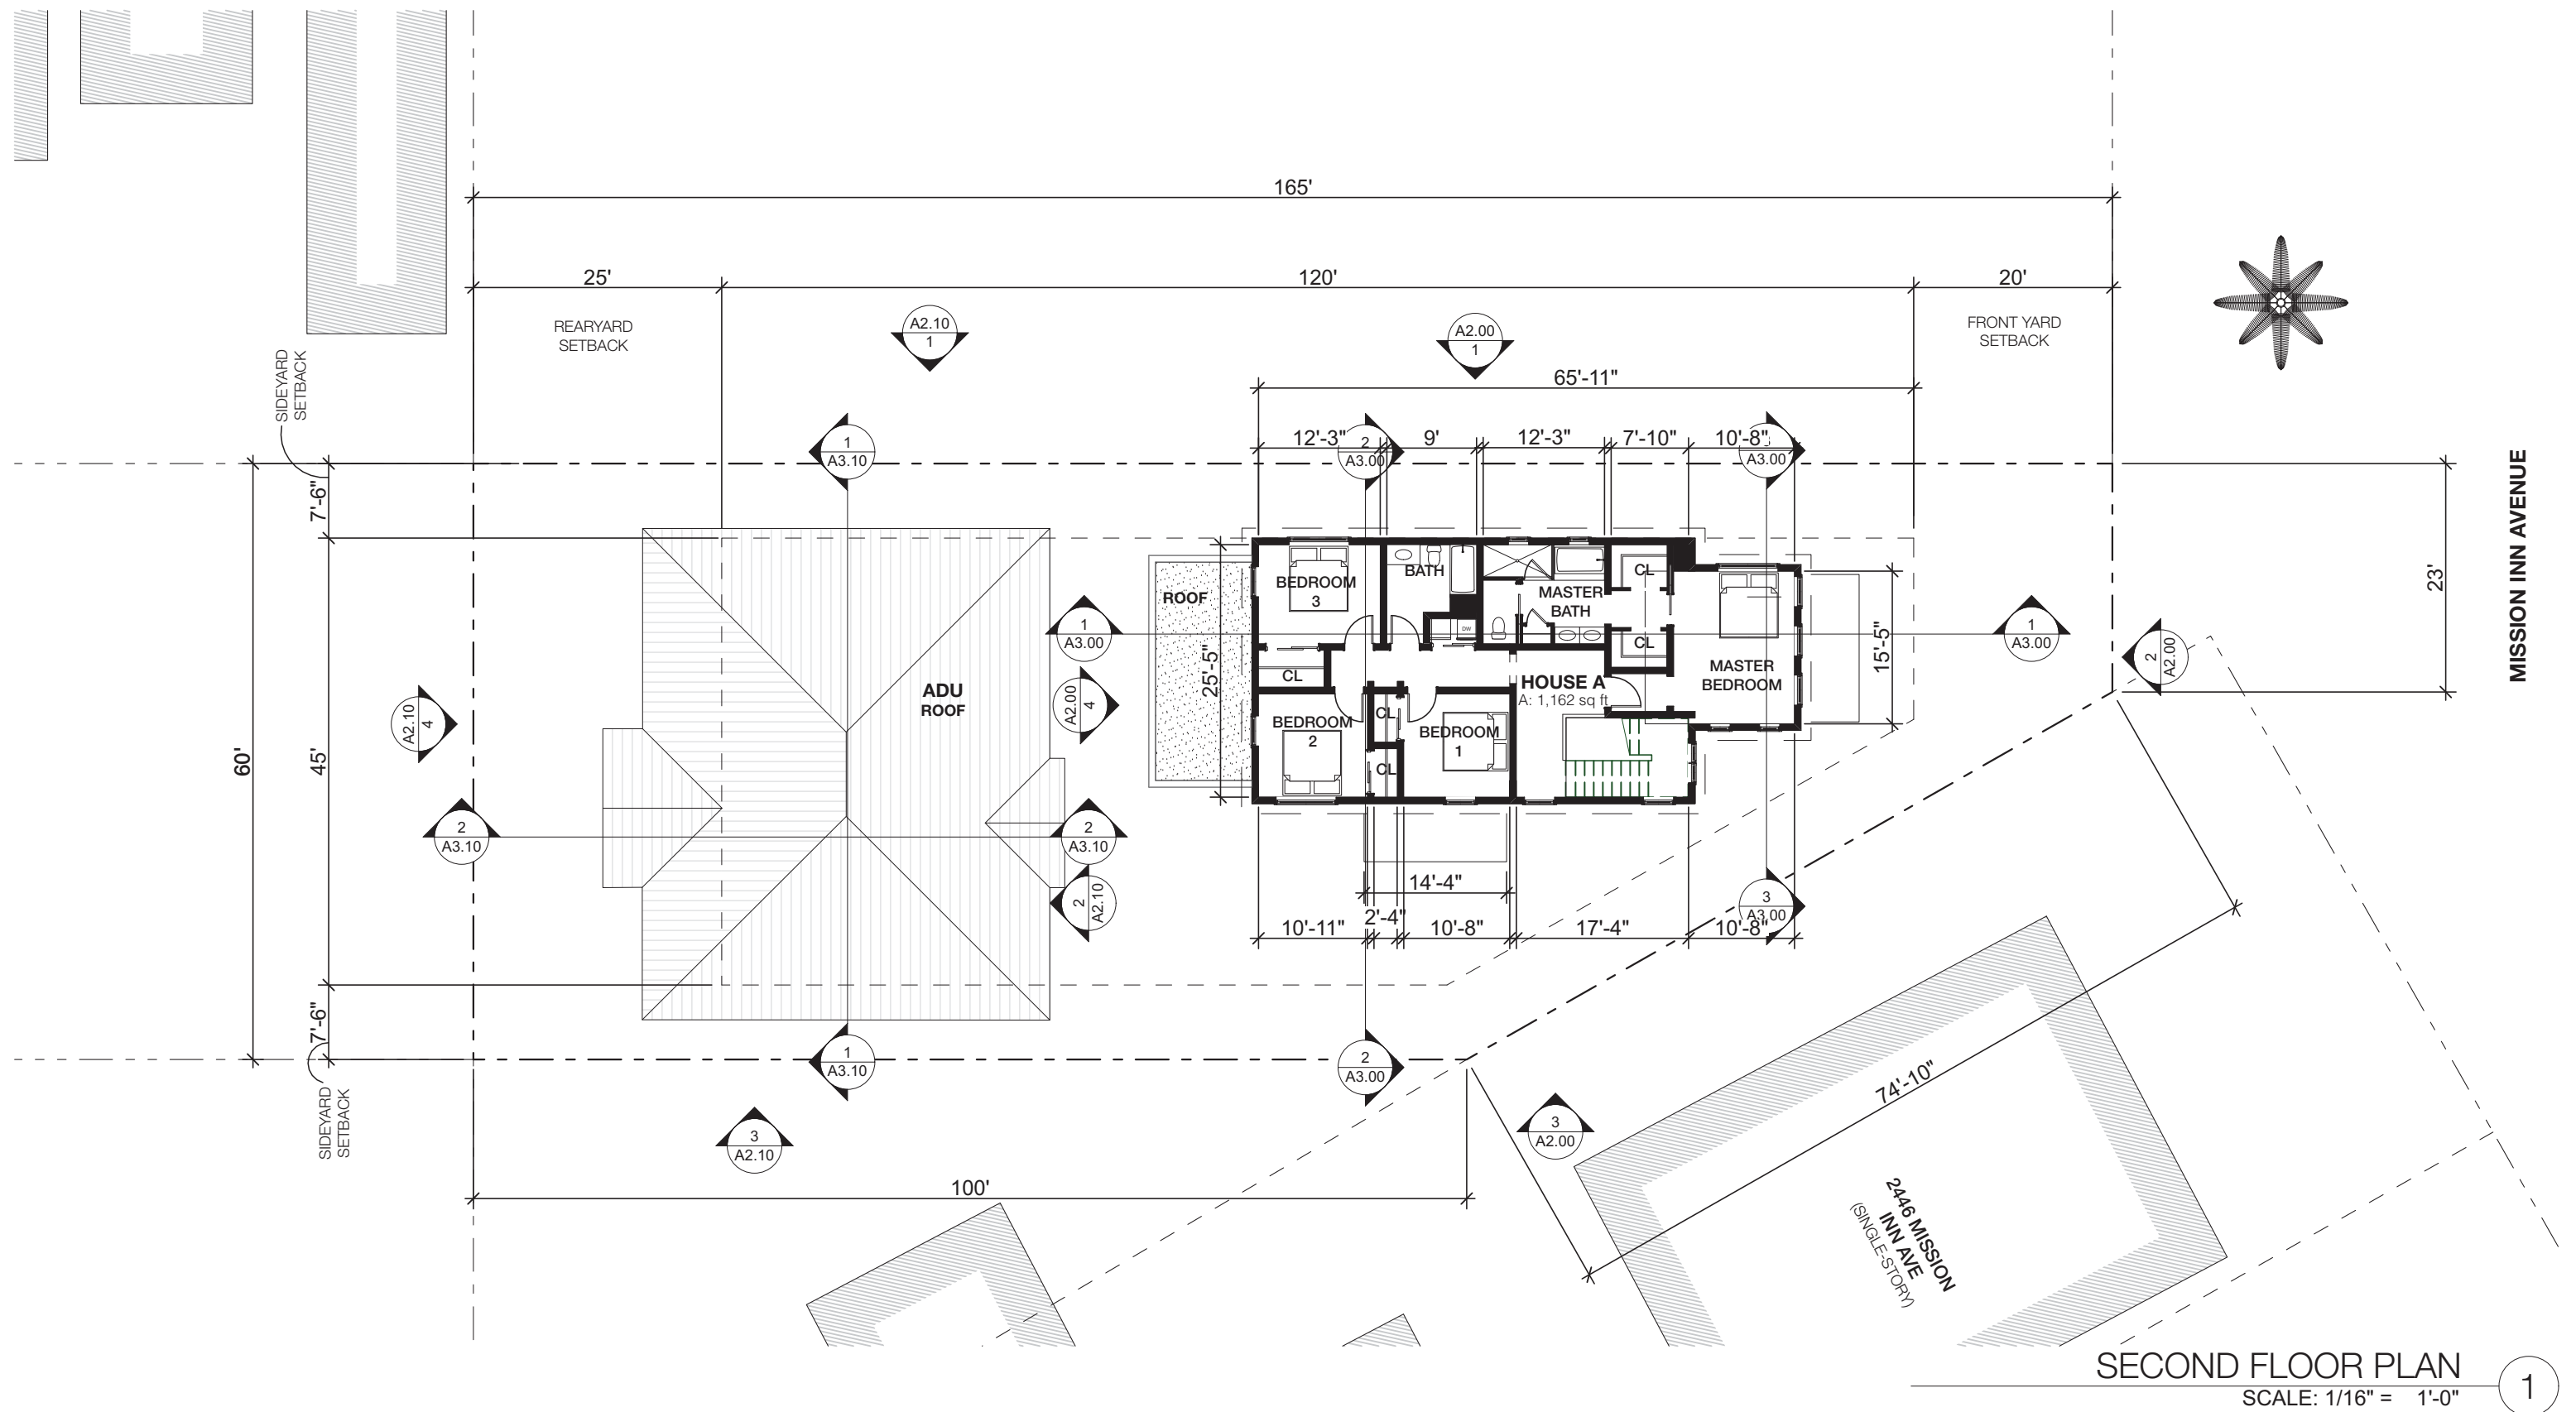 165'
25'
120'
20'
REARYARD
SETBACK
A2.10
1
A2.00
1
FRONT YARD
SETBACK
SIDEYARD
SETBACK
65'-11"
12'-3"
9'
12'-3"
7'-10"
10'-8"
1
A3.10
2
A3.00
A3.00
7'-6"
60'
45'
7'-6"
23'
MISSION INN AVENUE
ROOF
25'-5"
BEDROOM
3
BATH
DW
MASTER
BATH
CL
CL
CL
1
A3.00
1
A3.00
2
A2.00
15'-5"
MASTER
BEDROOM
HOUSE A
A: 1,162 sq ft
ADU
ROOF
A2.00
4
A2.10
4
BEDROOM
2
CL
CL
BEDROOM
1
2
A3.10
2
A3.10
2
A2.10
14'-4"
10'-11"
2'-4"
10'-8"
17'-4"
10'-8"
3
A3.00
1
A3.10
2
A3.00
SIDEYARD
SETBACK
3
A2.10
3
A2.00
74'-10"
100'
2446 MISSION
INN AVE
(SINGLE-STORY)
SECOND FLOOR PLAN
1
SCALE: 1/16" = 1'-0"